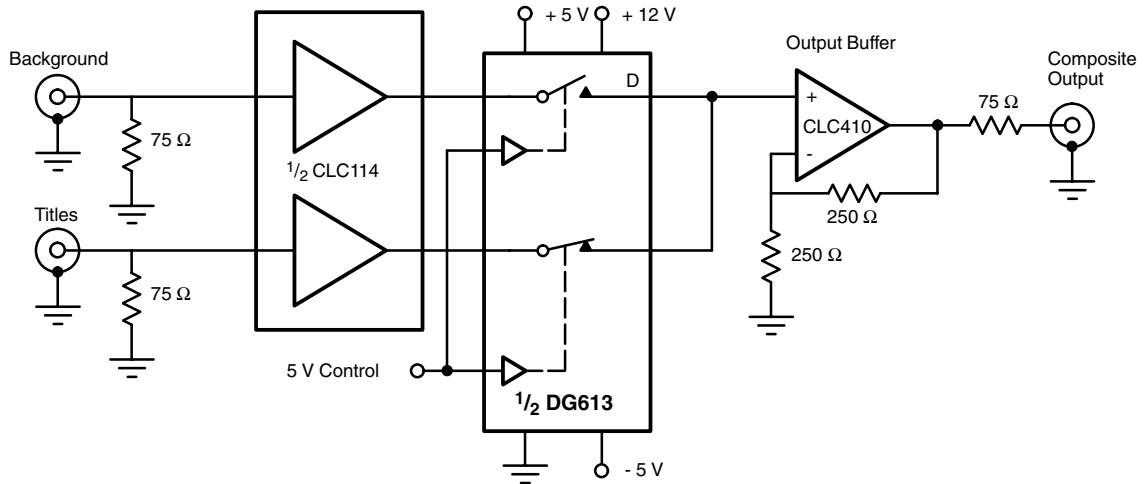 + 5 V
+ 12 V
Background
75 Ω
1/2 CLC114
D
Output Buffer
+
CLC410
-
75 Ω
Composite
Output
250 Ω
250 Ω
Titles
75 Ω
5 V Control
1/2 DG613
- 5 V